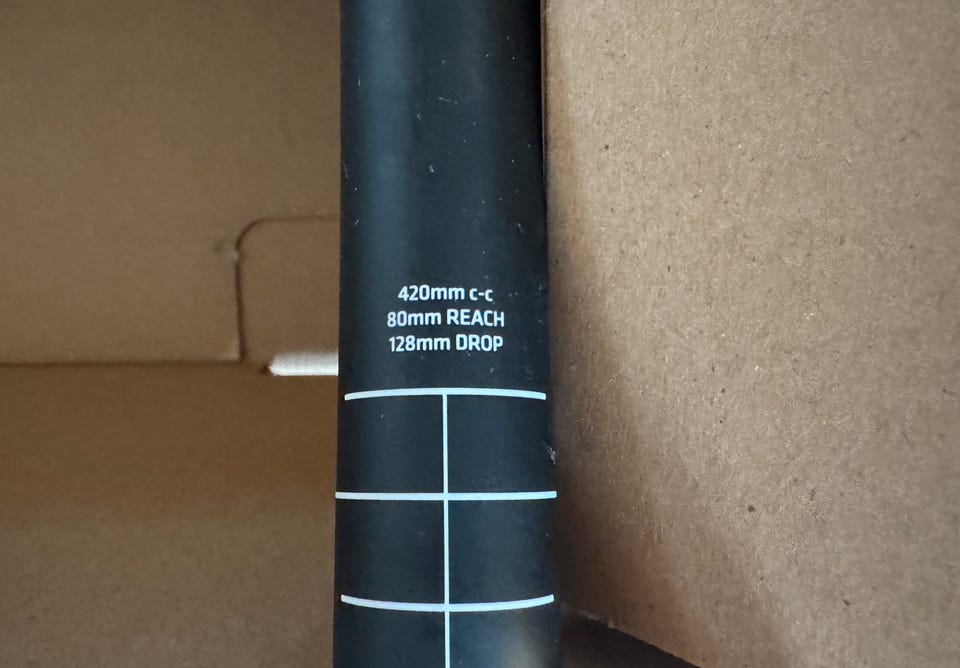 420mm c-c
80mm REACH
128mm DROP